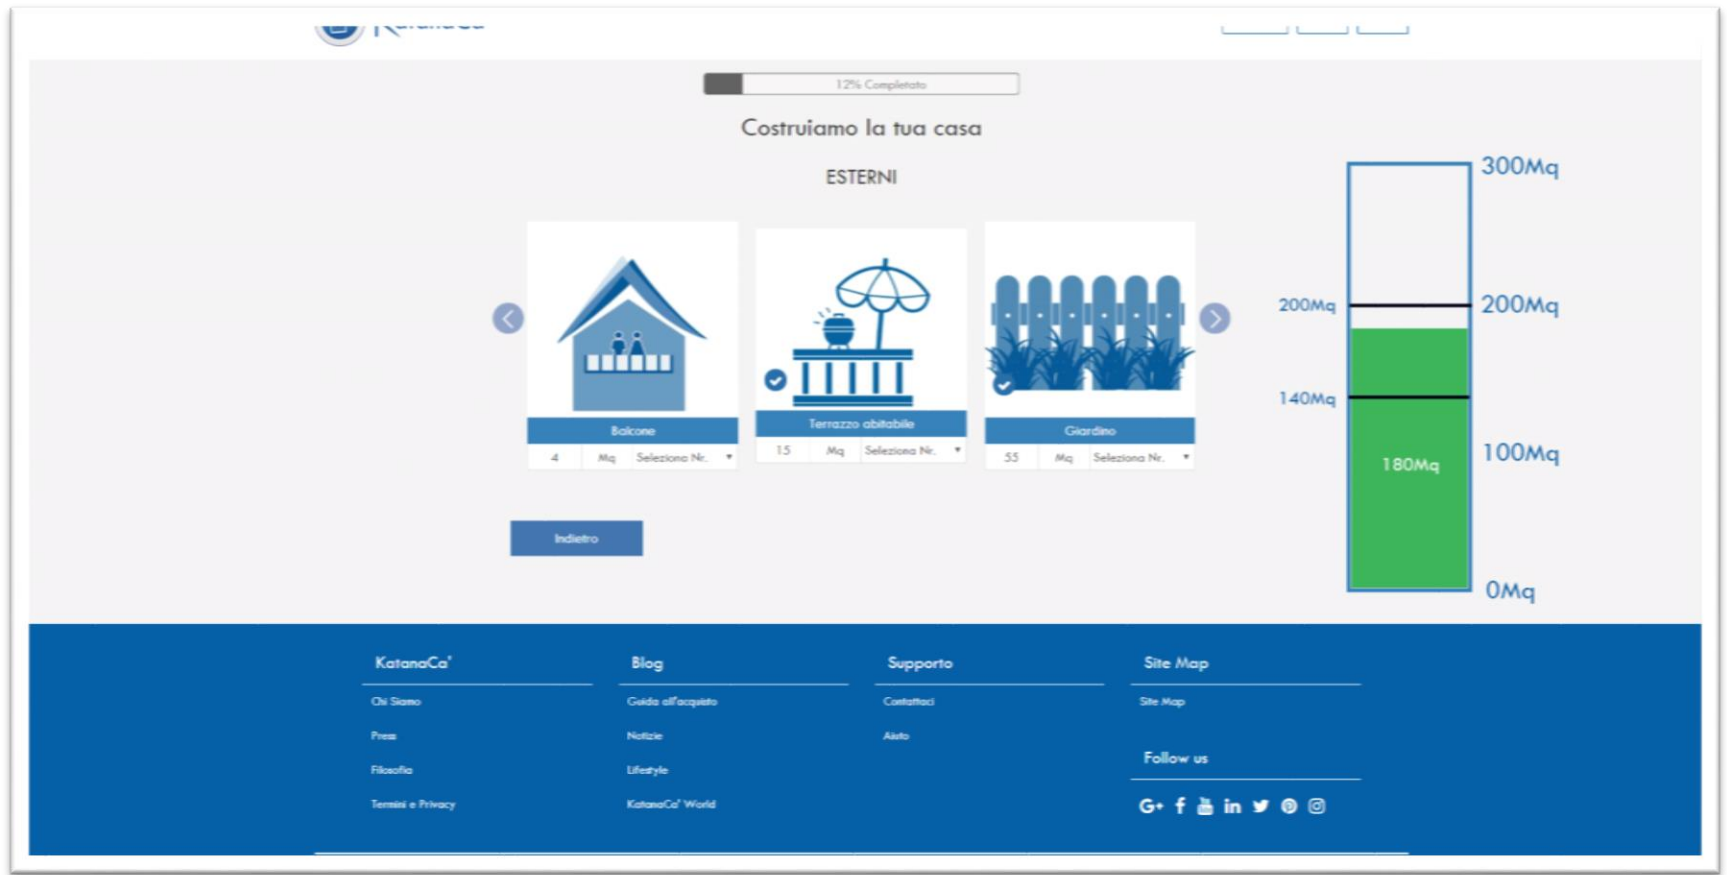 12% Completato
Costruiamo la tua casa
ESTERNI
Balcone
4 Mq Seleziona Nr.
Terrazzo abitabile
15 Mq Seleziona Nr.
Giardino
55 Mq Seleziona Nr.
Indietro
300Mq
200Mq
200Mq
140Mq
100Mq
180Mq
0Mq
KatanaCa'
Chi Siamo
Press
Filosofia
Termini e Privacy
Blog
Guida all'acquisto
Notizie
Lifestyle
KatanaCa' World
Supporto
Contattaci
Aiuto
Site Map
Site Map
Follow us